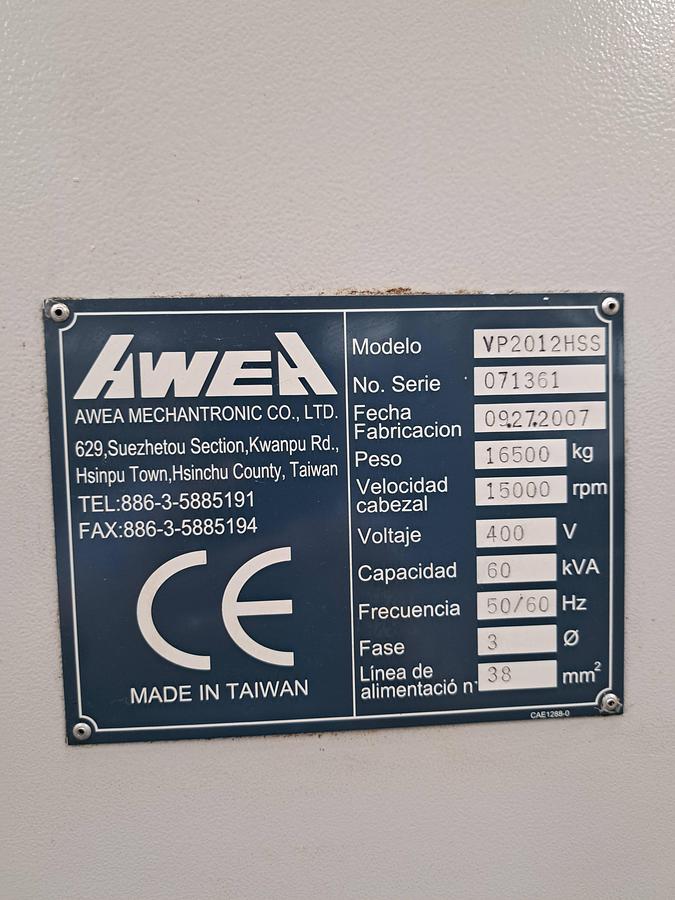 AWEA
AWEA MECHANTRONIC CO., LTD.
629,Suezhetou Section,Kwanpu Rd.,
Hsinpu Town,Hsinchu County, Taiwan
TEL:886-3-5885191
FAX:886-3-5885194
CE
MADE IN TAIWAN
Modelo VP2012HSS
No. Serie 071361
Fecha
Fabricacion 09.27.2007
Peso 16500 kg
Velocidad
cabezal 15000 rpm
Voltaje 400 V
Capacidad 60 kVA
Frecuencia 50/60 Hz
Fase 3 Ø
Línea de
alimentació n 38 mm²
CAE1288-0